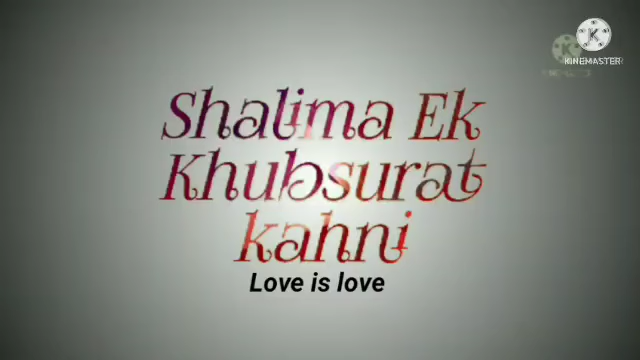 KINEMASTER
Shalima Ek
Khubsurat
kahni
Love is love